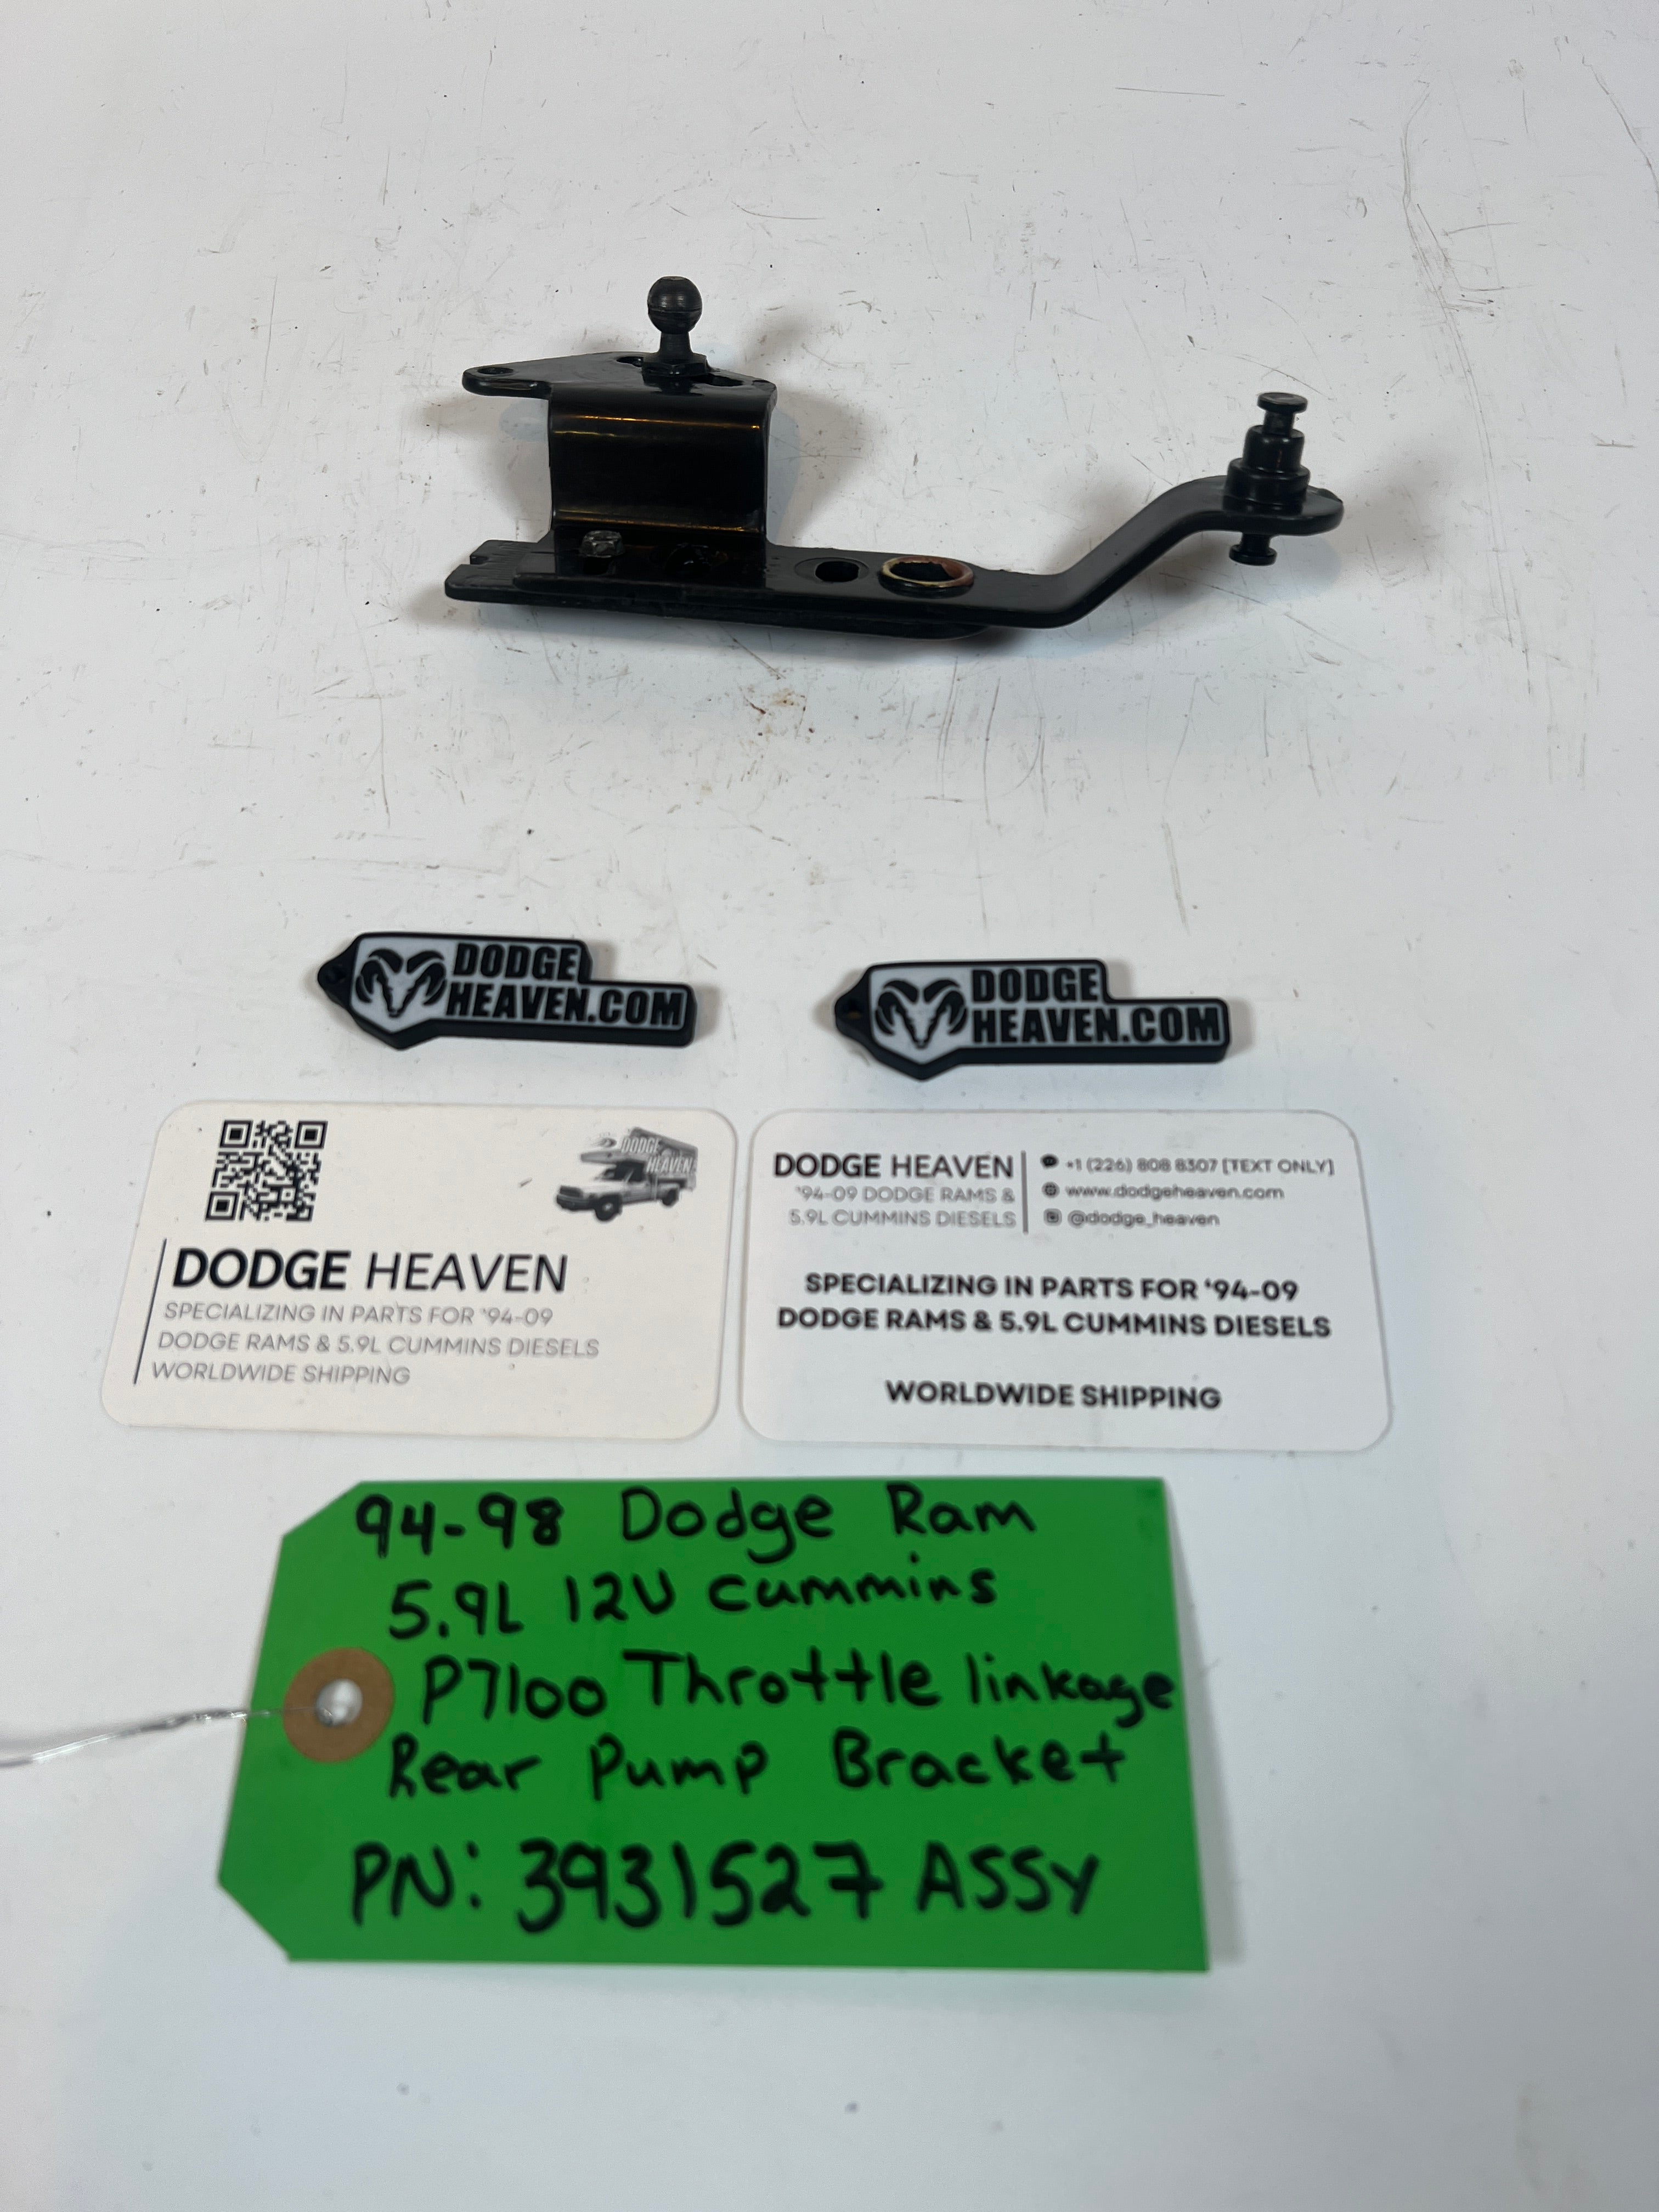 DODGE
HEAVEN.COM
DODGE
HEAVEN.COM
DODGE
HEAVEN
DODGE HEAVEN
SPECIALIZING IN PARTS FOR '94-09
DODGE RAMS & 5.9L CUMMINS DIESELS
WORLDWIDE SHIPPING
DODGE HEAVEN
'94-09 DODGE RAMS &
5.9L CUMMINS DIESELS
+1 (226) 808 8307 [TEXT ONLY]
www.dodgeheaven.com
@dodge_heaven
SPECIALIZING IN PARTS FOR '94-09
DODGE RAMS & 5.9L CUMMINS DIESELS
WORLDWIDE SHIPPING
94-98 Dodge Ram
5.9L 12V Cummins
P7100 Throttle linkage
Rear Pump Bracket
PN: 3931527 ASSY